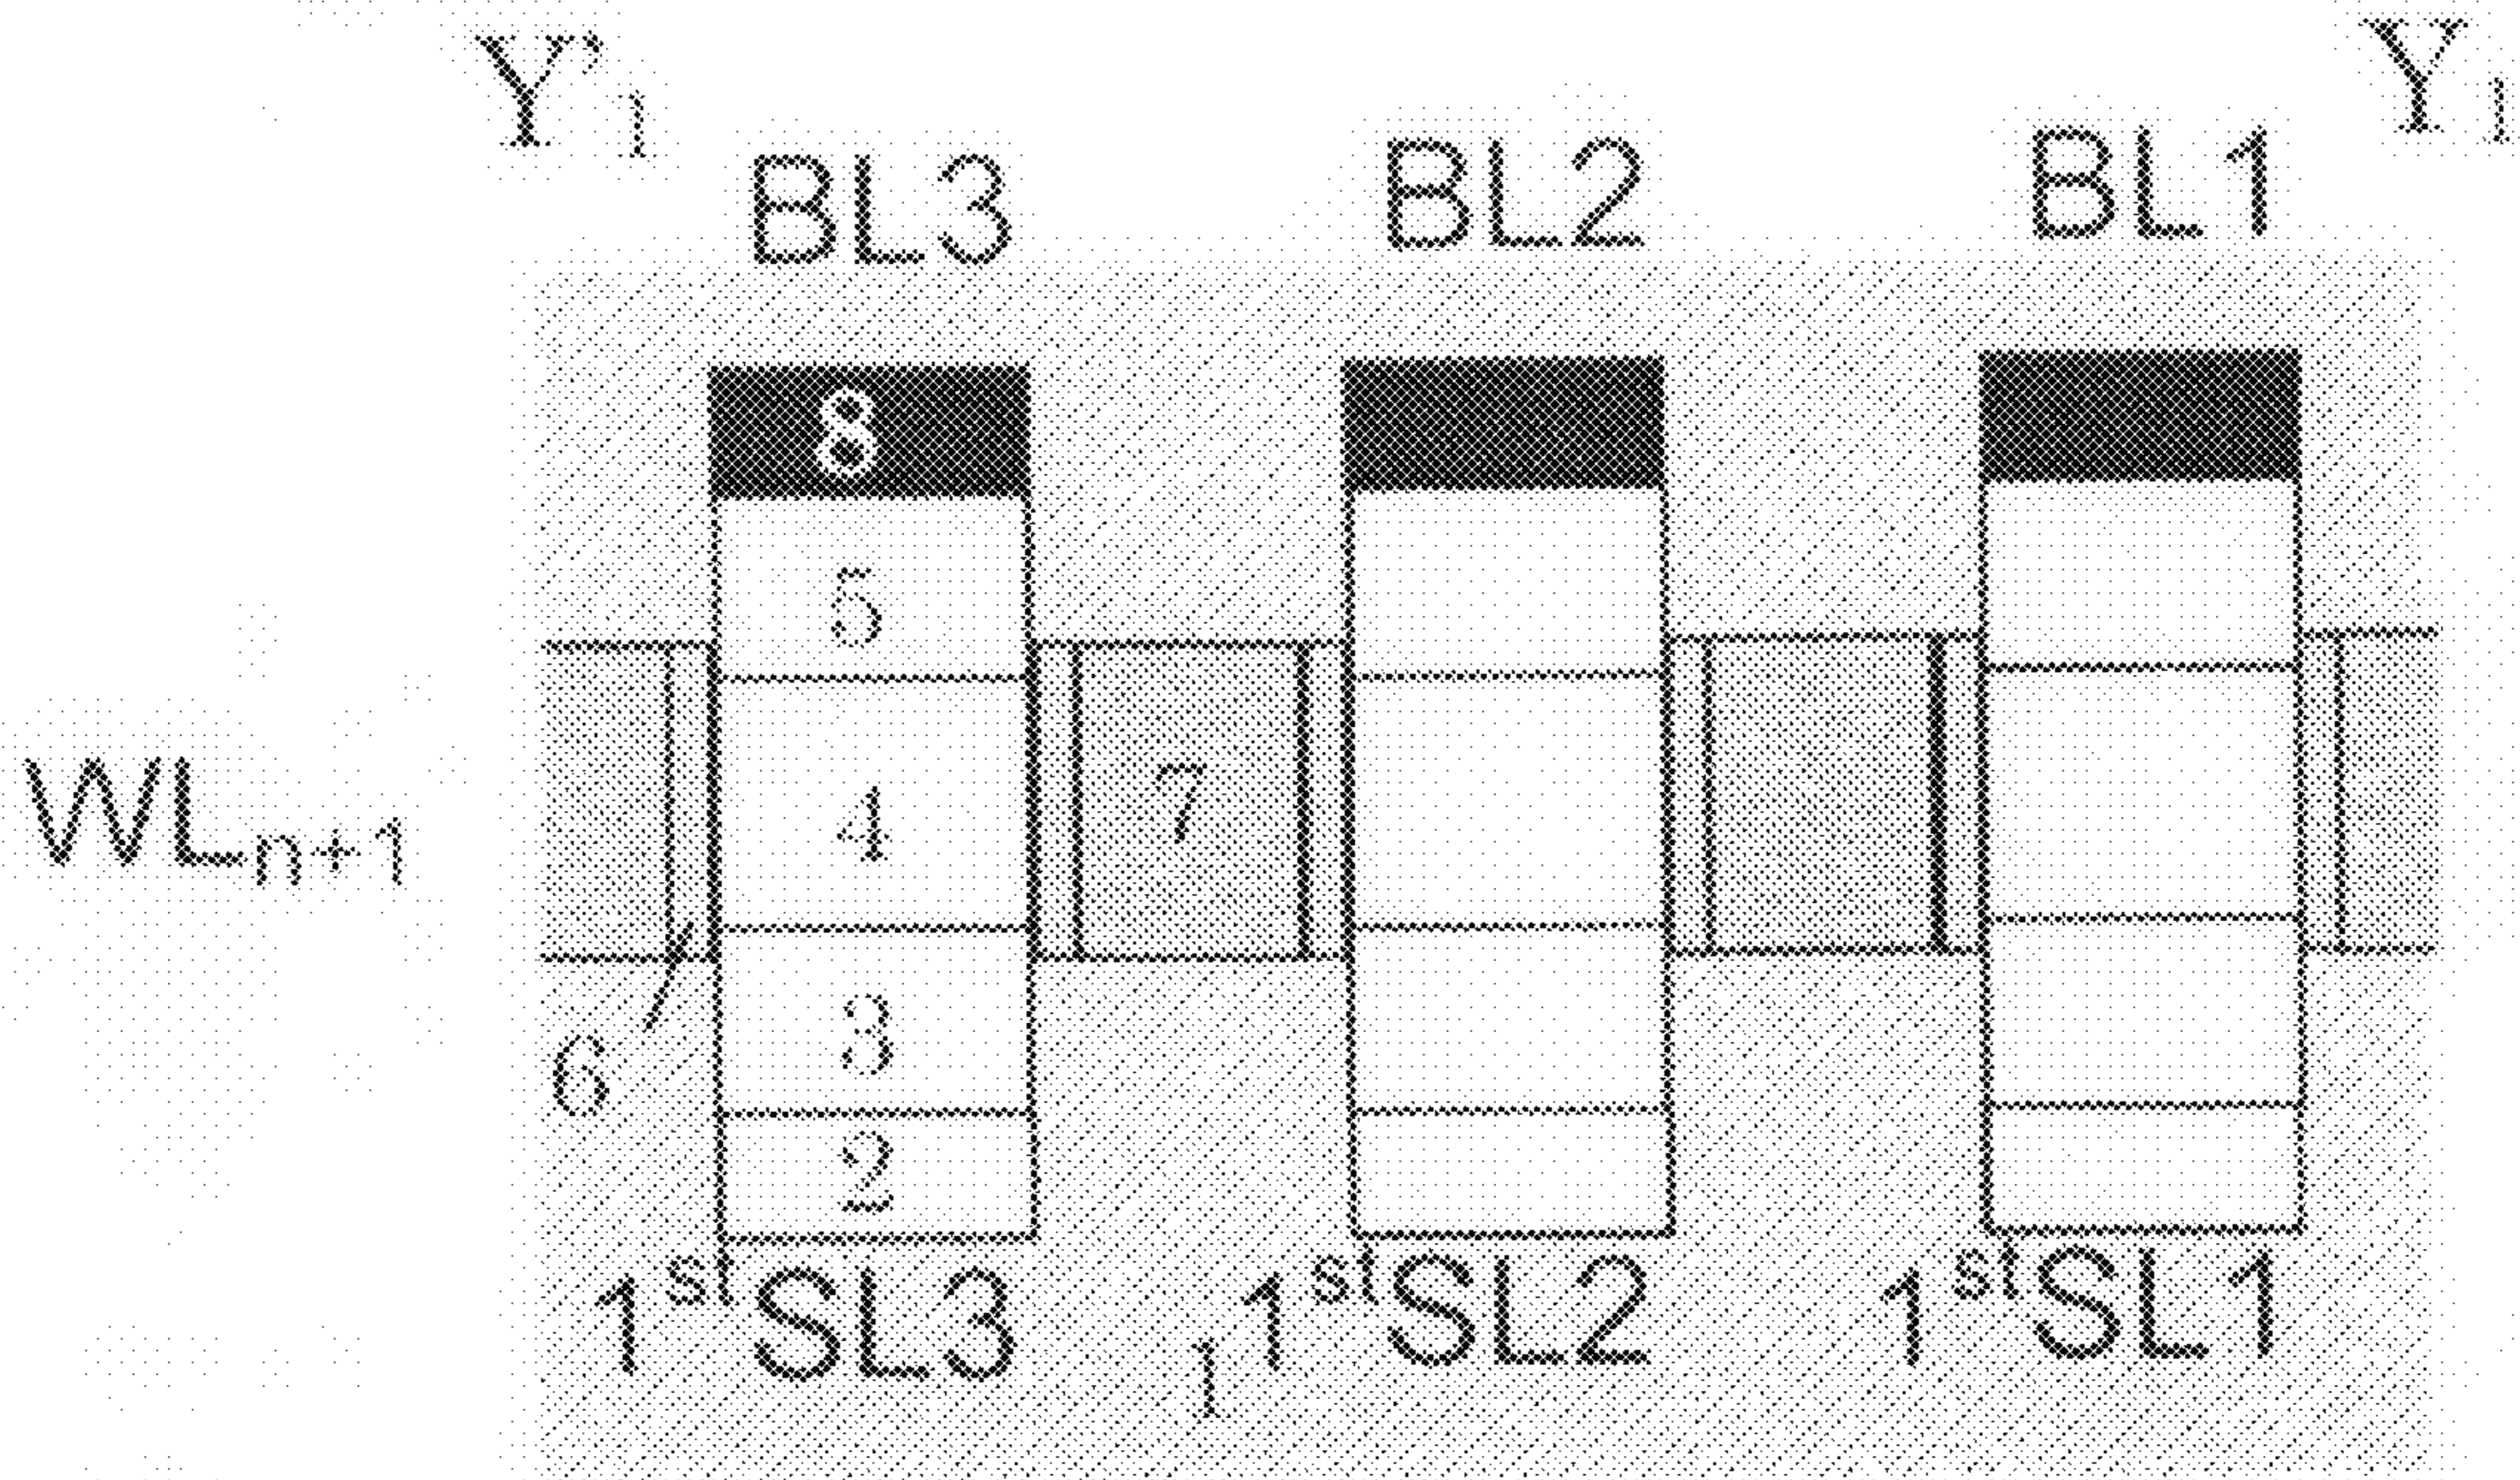 Y'₁ Y₁
BL3 BL2 BL1
8
5
WLₙ₊₁ 4 7
3
6
2
1ˢᵗSL3 1ˢᵗSL2 1ˢᵗSL1
1